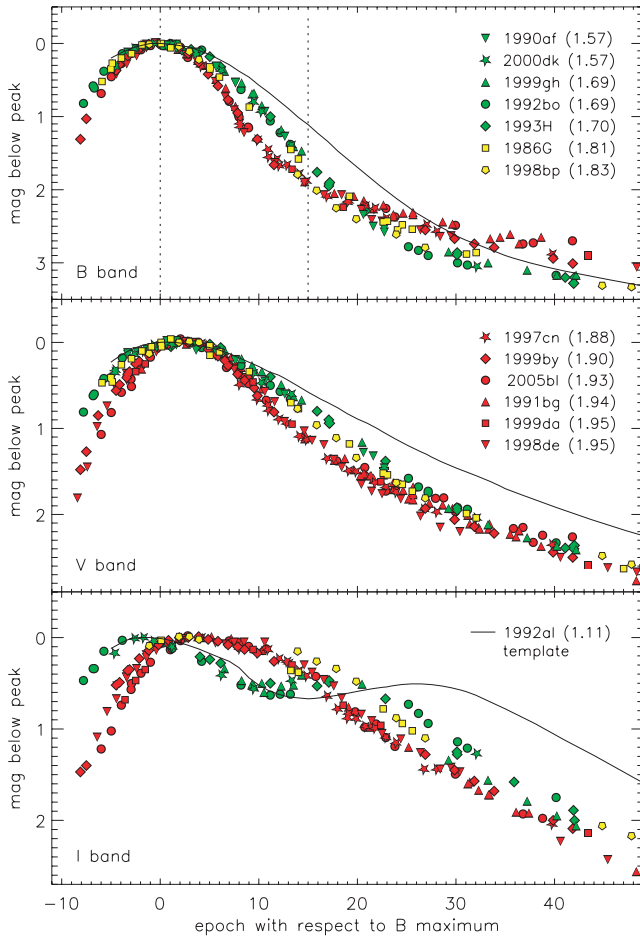 0
1
2
3
mag below peak
B band
1990af (1.57)
2000dk (1.57)
1999gh (1.69)
1992bo (1.69)
1993H (1.70)
1986G (1.81)
1998bp (1.83)
0
1
2
mag below peak
V band
1997cn (1.88)
1999by (1.90)
2005bl (1.93)
1991bg (1.94)
1999da (1.95)
1998de (1.95)
0
1
2
mag below peak
I band
1992al (1.11)
template
-10 0 10 20 30 40
epoch with respect to B maximum